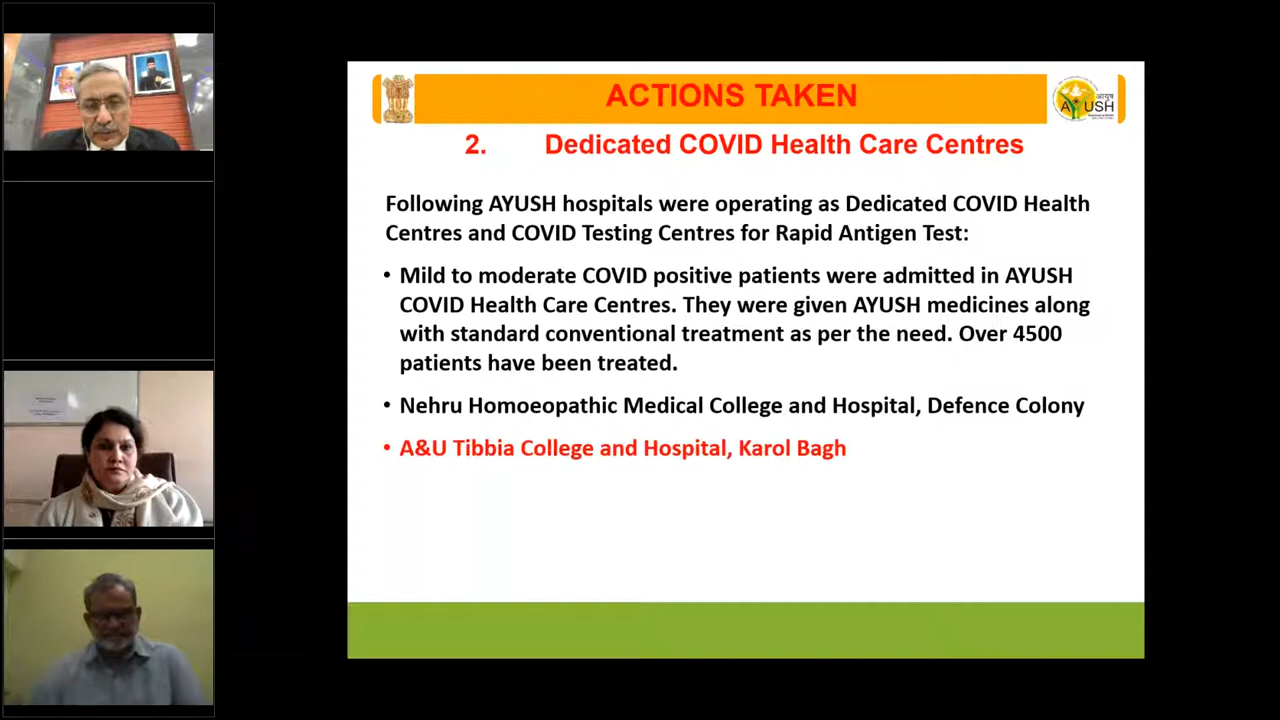 ACTIONS TAKEN
आयुष
AYUSH
2. Dedicated COVID Health Care Centres
Following AYUSH hospitals were operating as Dedicated COVID Health
Centres and COVID Testing Centres for Rapid Antigen Test:
• Mild to moderate COVID positive patients were admitted in AYUSH
COVID Health Care Centres. They were given AYUSH medicines along
with standard conventional treatment as per the need. Over 4500
patients have been treated.
• Nehru Homoeopathic Medical College and Hospital, Defence Colony
• A&U Tibbia College and Hospital, Karol Bagh